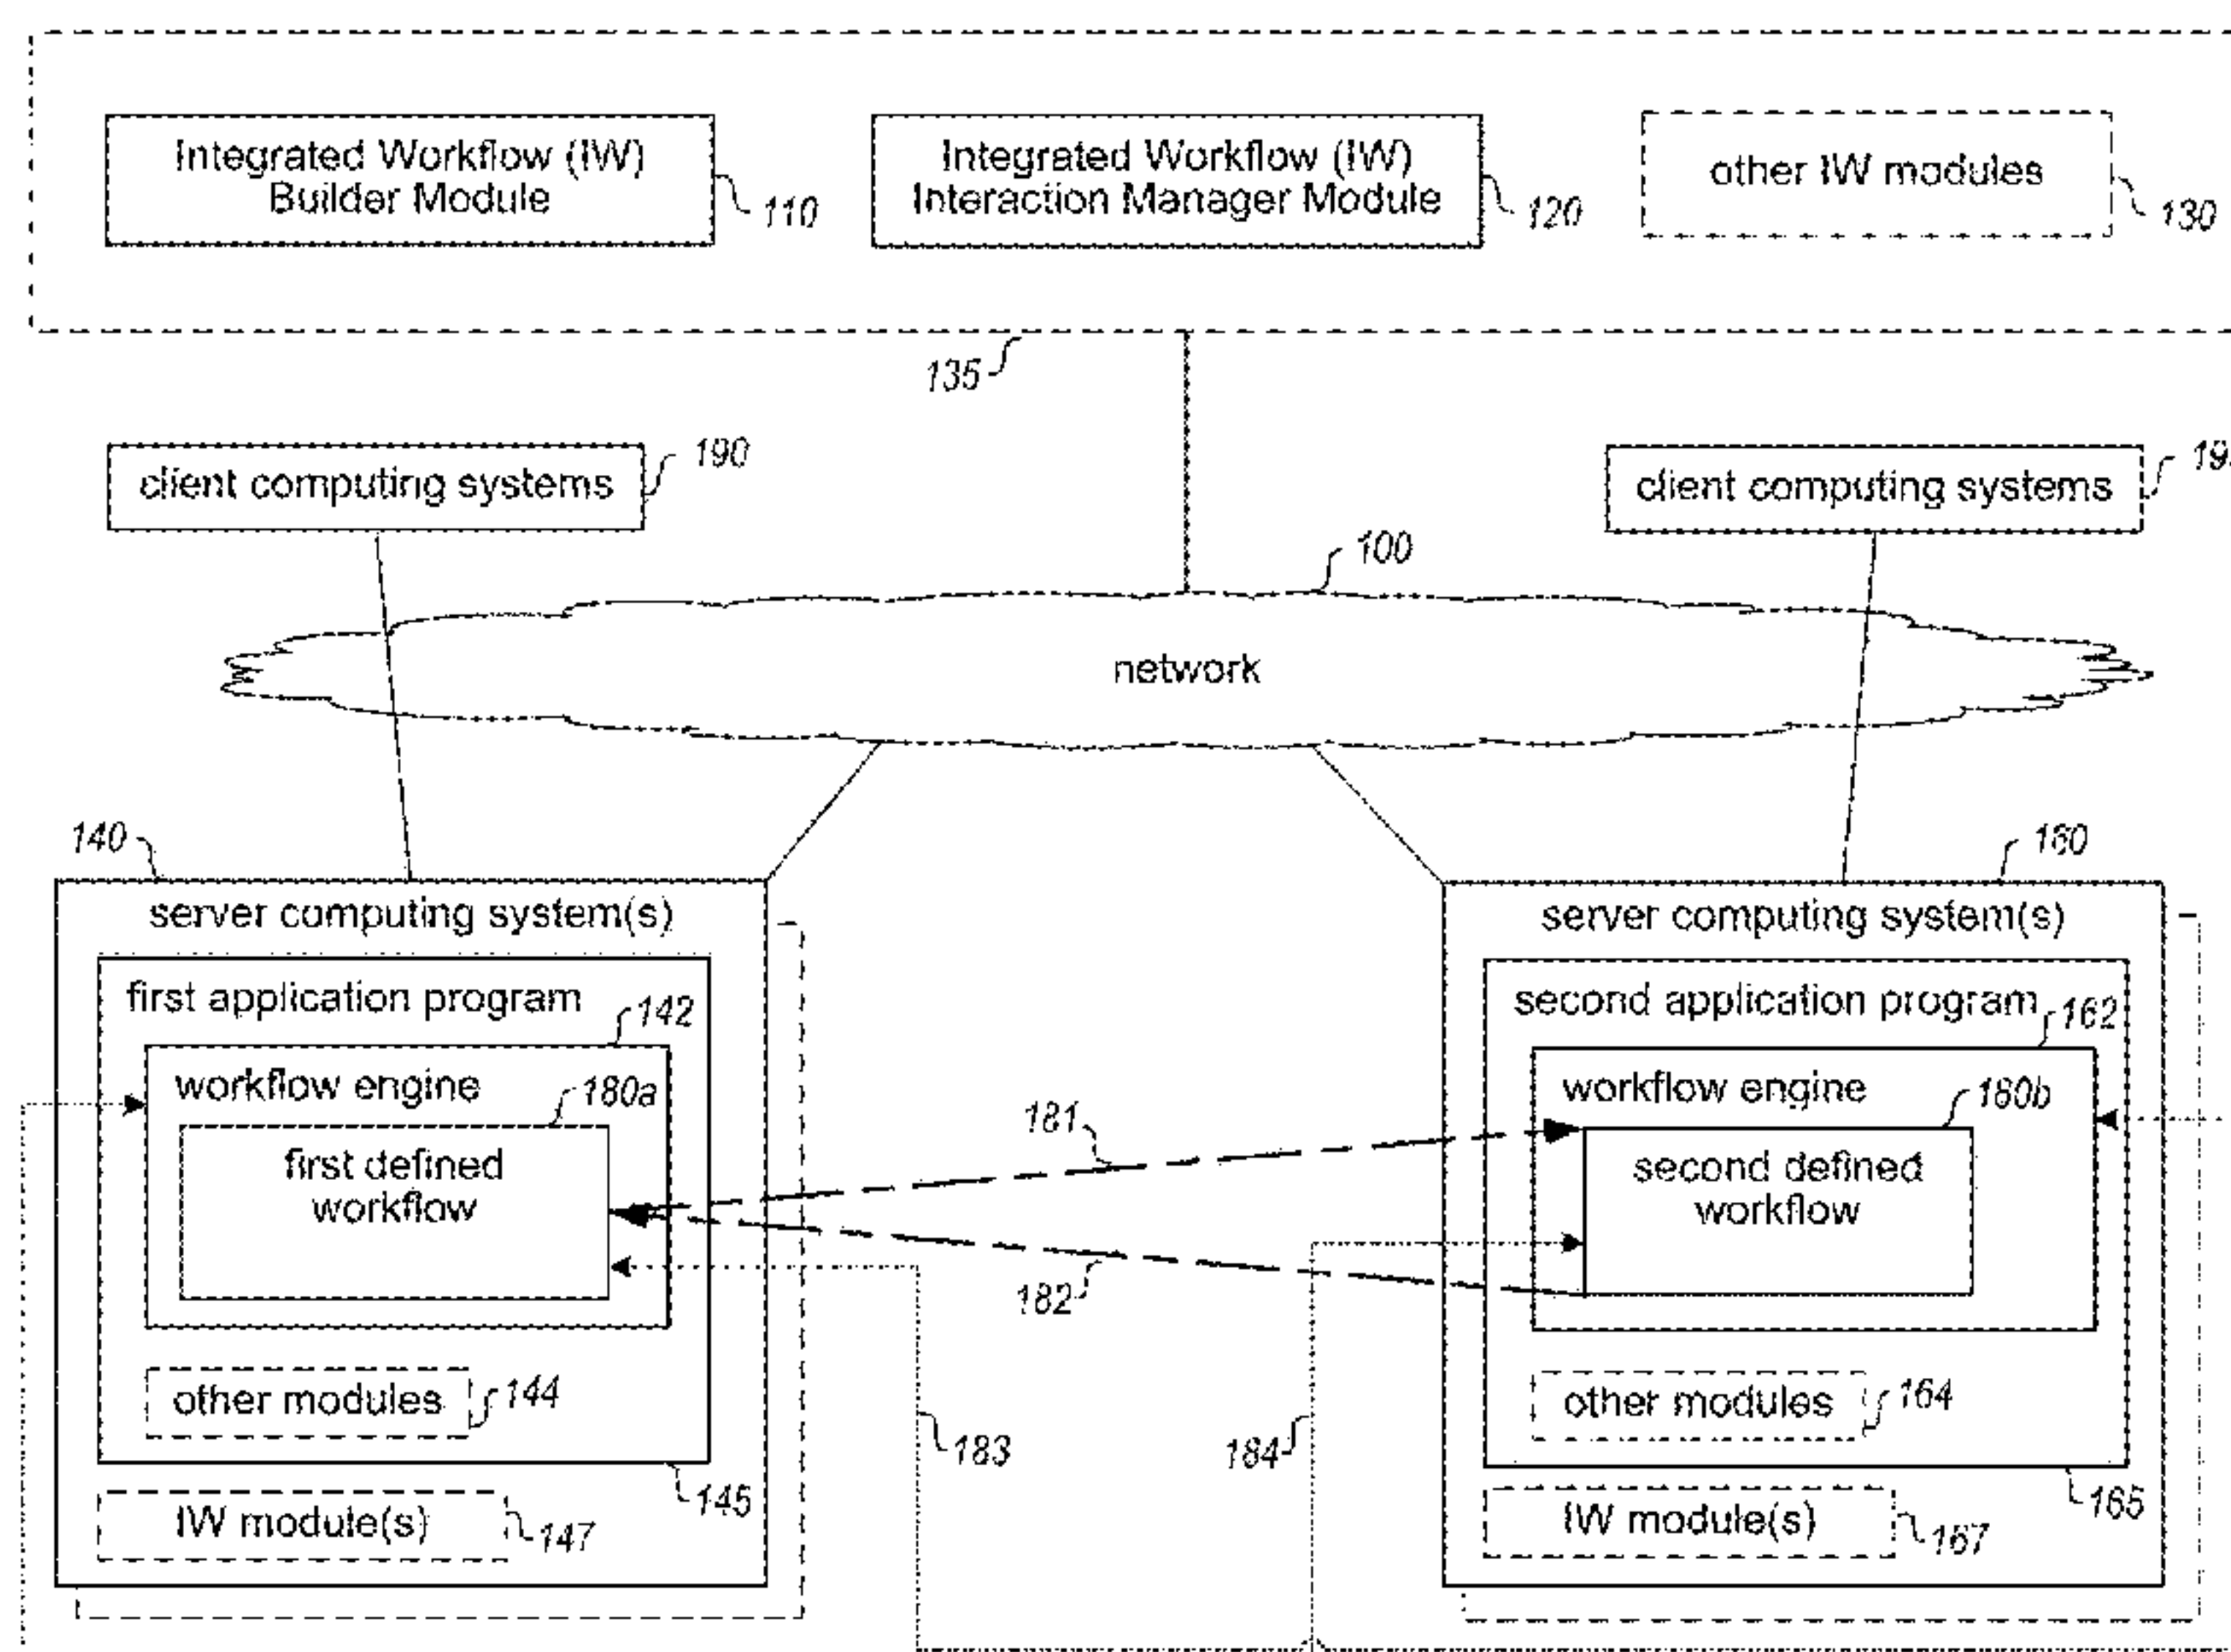 Integrated Workflow (IW)
Builder Module
110
Integrated Workflow (IW)
Interaction Manager Module
120
other IW modules
130
135
client computing systems
190
client computing systems
100
network
140
server computing system(s)
first application program
142
workflow engine
180a
first defined
workflow
other modules
144
145
IW module(s)
147
181
182
183
184
160
server computing system(s)
second application program
162
workflow engine
180b
second defined
workflow
other modules
164
165
IW module(s)
167